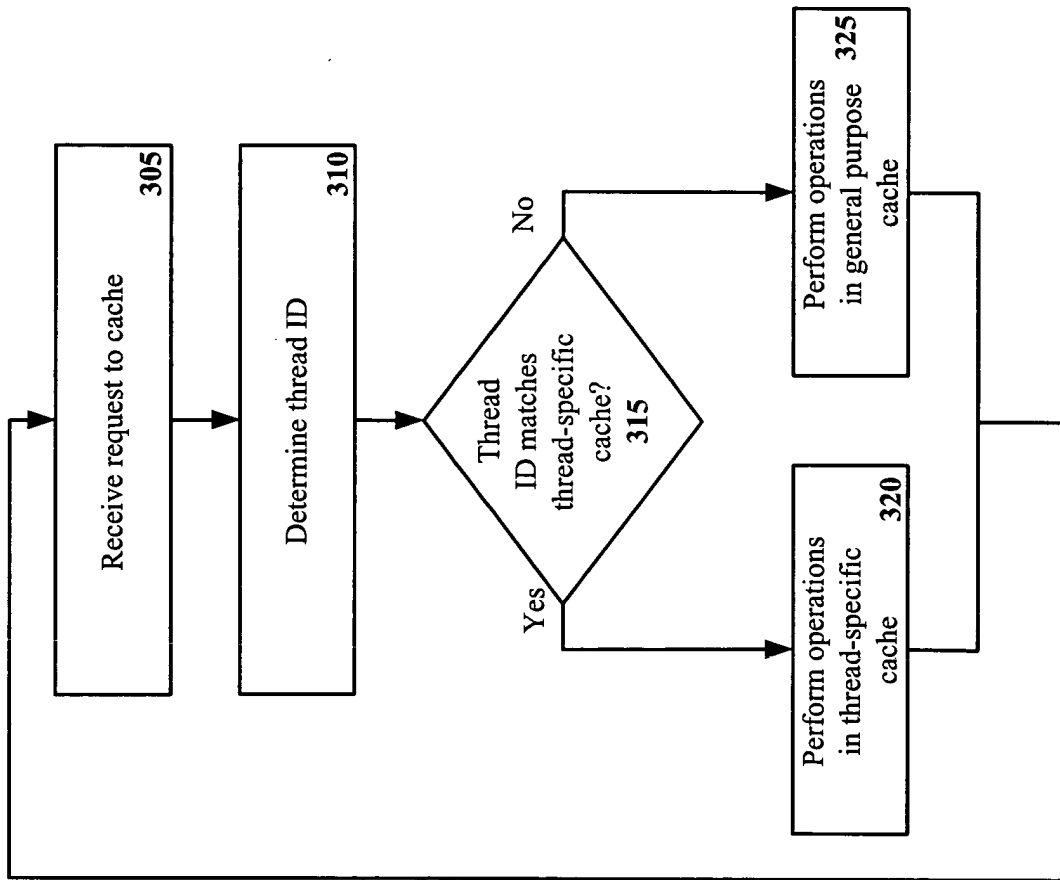 Receive request to cache
305
Determine thread ID
310
Thread
ID matches
thread-specific
cache?
315
Yes
No
Perform operations
in thread-specific
cache
320
Perform operations
in general purpose
cache
325